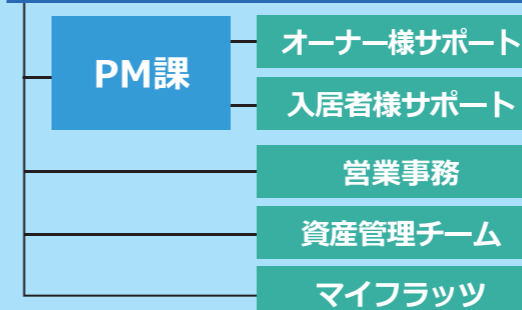 PM課
オーナー様サポート
入居者様サポート
営業事務
資産管理チーム
マイフラッツ